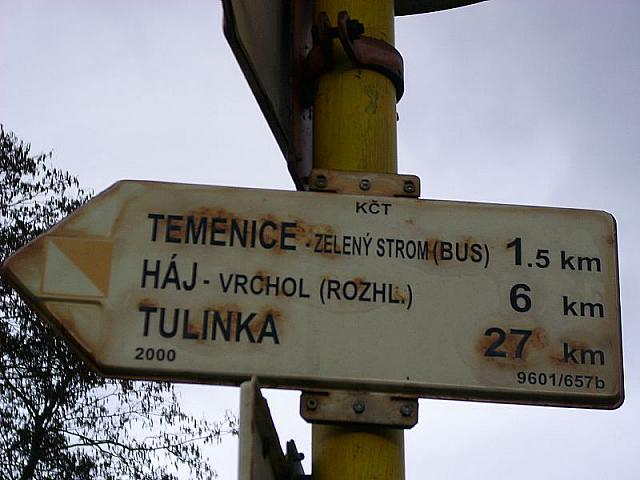 KČT
TEMENICE - ZELENÝ STROM (BUS) 1.5 km
HÁJ - VRCHOL (ROZHL.) 6 km
TULINKA 27 km
2000 9601/657b